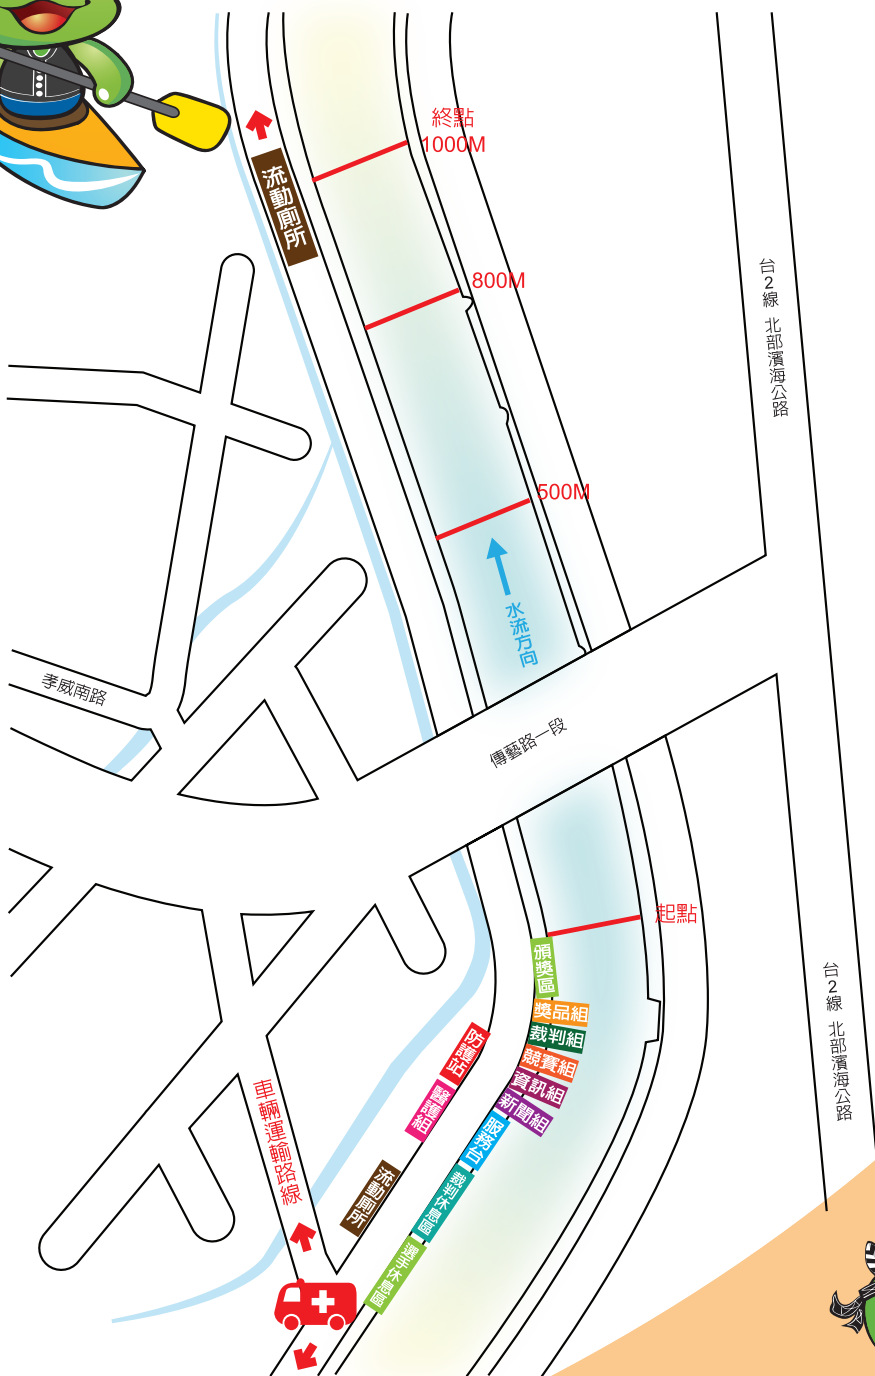 終點
1000M
流動廁所
800M
台2線 北部濱海公路
500M
水流方向
孝威南路
傳藝路一段
起點
頒獎區
獎品組
裁判組
競賽組
資訊組
新聞組
防護站
醫護組
服務台
流動廁所
裁判休息區
選手休息區
車輛運輸路線
台2線 北部濱海公路